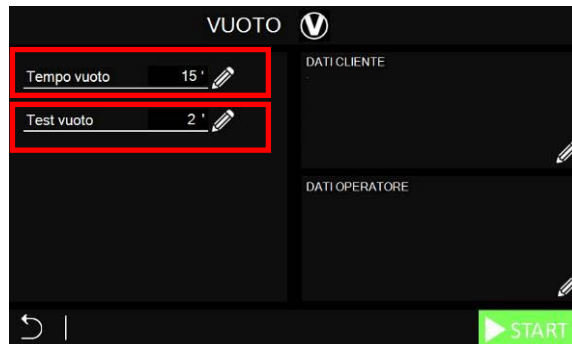 VUOTO V
Tempo vuoto 15 '
Test vuoto 2 '
DATI CLIENTE
DATI OPERATORE
START